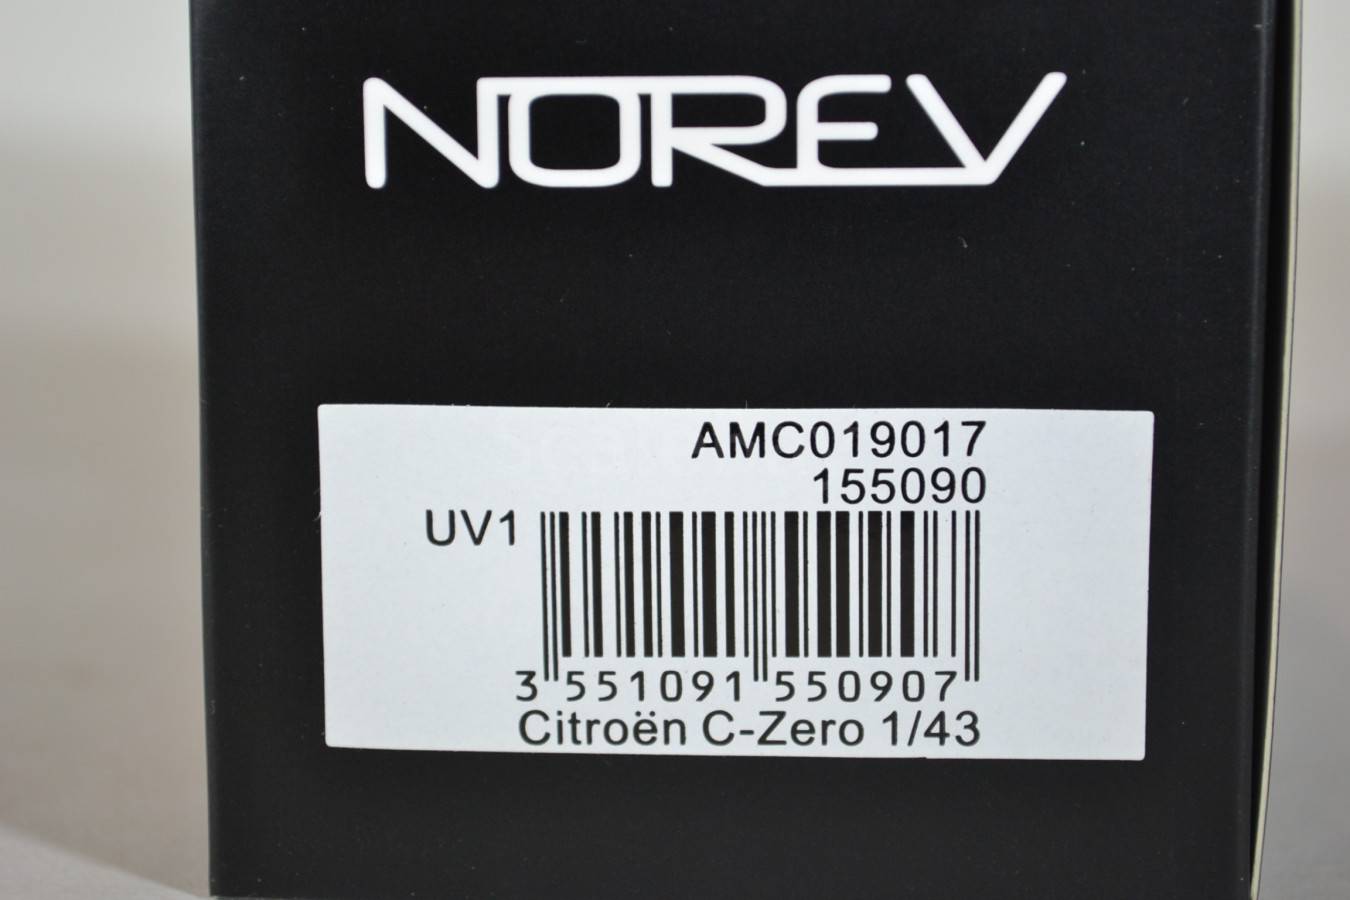 NOREV
AMC019017
155090
UV1
3 551091 550907
Citroën C-Zero 1/43